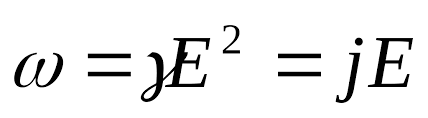 ω = γE² = jE